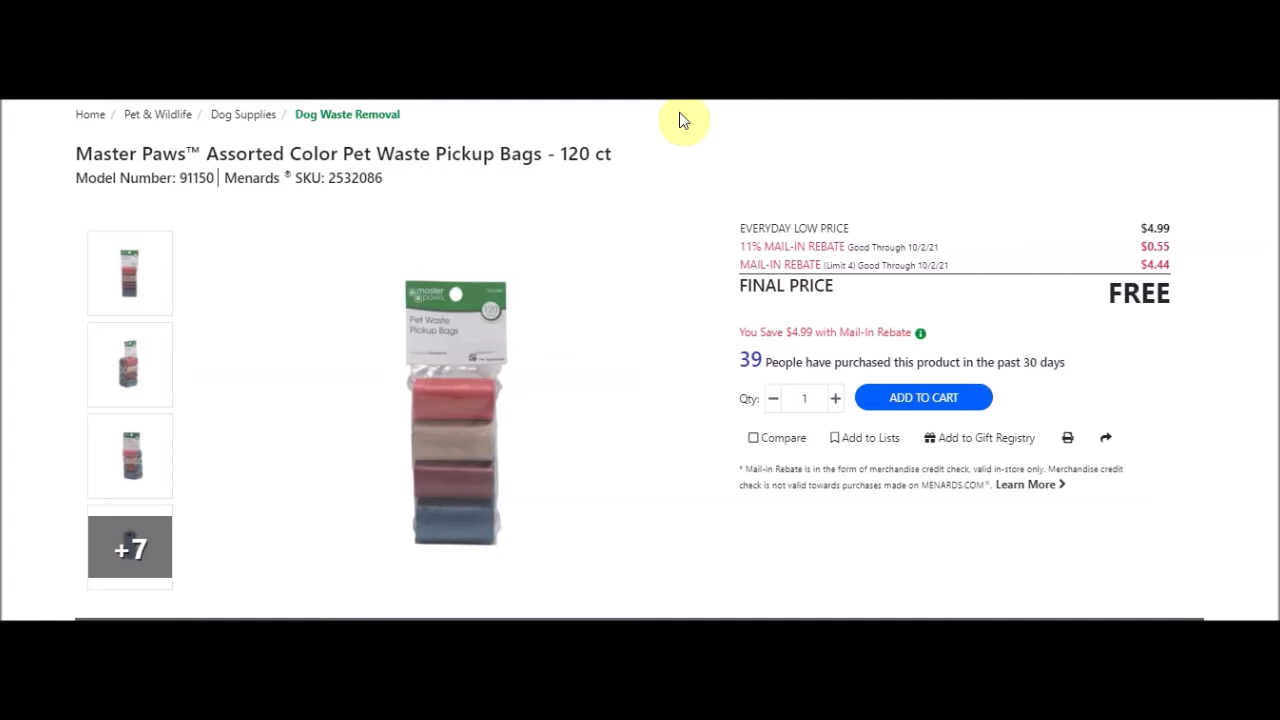 Home / Pet & Wildlife / Dog Supplies / Dog Waste Removal
Master Paws™ Assorted Color Pet Waste Pickup Bags - 120 ct
Model Number: 91150 | Menards ® SKU: 2532086
EVERYDAY LOW PRICE $4.99
11% MAIL-IN REBATE Good Through 10/2/21 $0.55
MAIL-IN REBATE (Limit 4) Good Through 10/2/21 $4.44
FINAL PRICE FREE
You Save $4.99 with Mail-In Rebate
39 People have purchased this product in the past 30 days
Qty: − 1 + ADD TO CART
Compare Add to Lists Add to Gift Registry
* Mail-in Rebate is in the form of merchandise credit check, valid in-store only. Merchandise credit
check is not valid towards purchases made on MENARDS.COM®. Learn More
master
paws
120
Pet Waste
Pickup Bags
+7